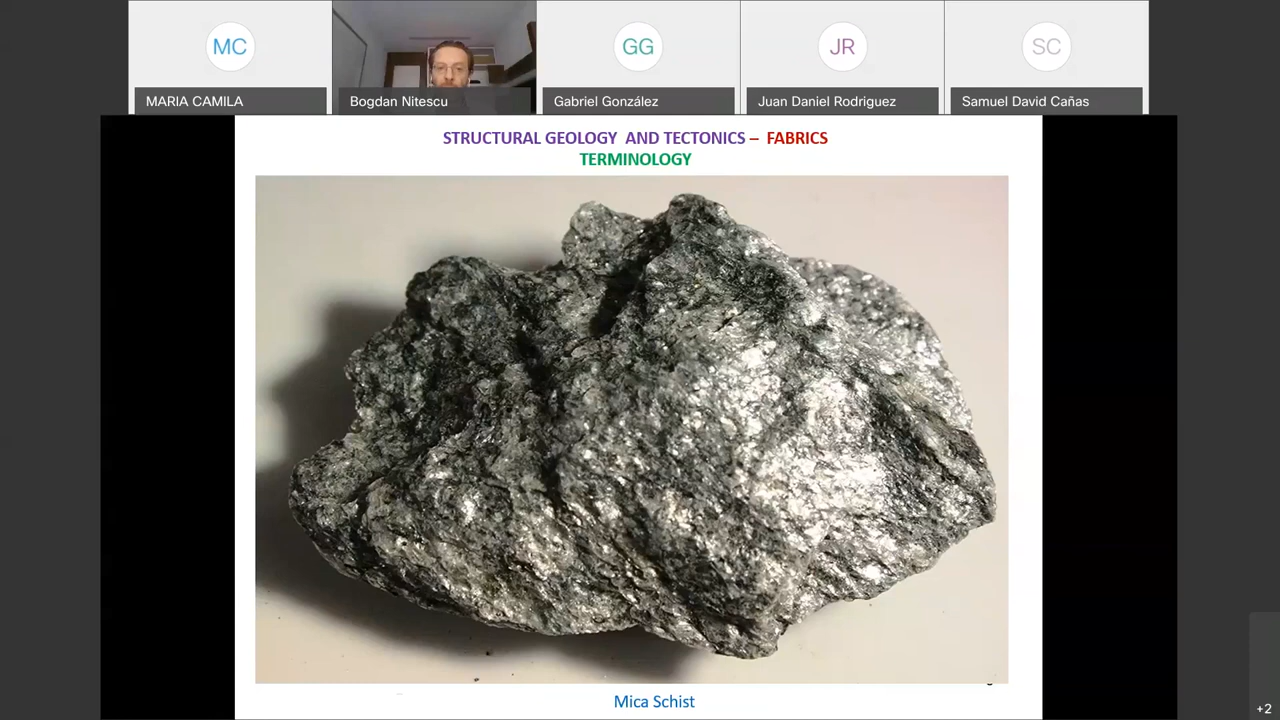 MC
GG
JR
SC
MARIA CAMILA
Bogdan Nitescu
Gabriel González
Juan Daniel Rodriguez
Samuel David Cañas
STRUCTURAL GEOLOGY AND TECTONICS – FABRICS
TERMINOLOGY
Mica Schist
+2